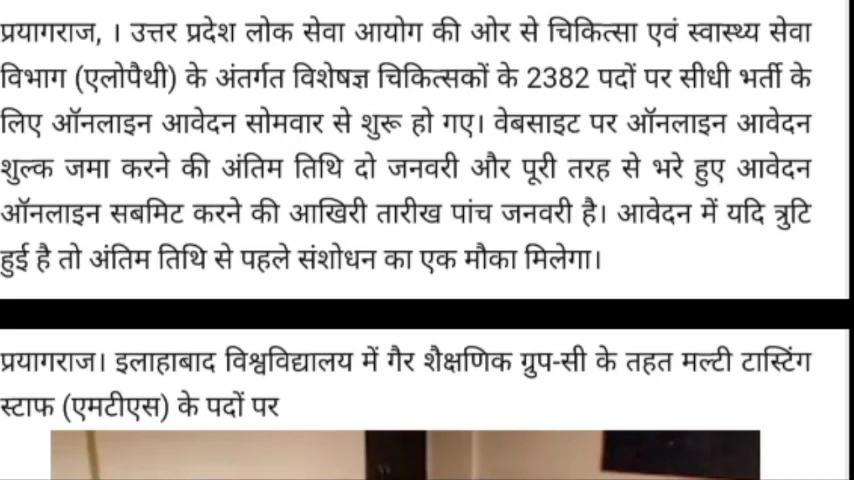 प्रयागराज, । उत्तर प्रदेश लोक सेवा आयोग की ओर से चिकित्सा एवं स्वास्थ्य सेवा
विभाग (एलोपैथी) के अंतर्गत विशेषज्ञ चिकित्सकों के 2382 पदों पर सीधी भर्ती के
लिए ऑनलाइन आवेदन सोमवार से शुरू हो गए। वेबसाइट पर ऑनलाइन आवेदन
शुल्क जमा करने की अंतिम तिथि दो जनवरी और पूरी तरह से भरे हुए आवेदन
ऑनलाइन सबमिट करने की आखिरी तारीख पांच जनवरी है। आवेदन में यदि त्रुटि
हुई है तो अंतिम तिथि से पहले संशोधन का एक मौका मिलेगा।
प्रयागराज। इलाहाबाद विश्वविद्यालय में गैर शैक्षणिक ग्रुप-सी के तहत मल्टी टास्टिंग
स्टाफ (एमटीएस) के पदों पर